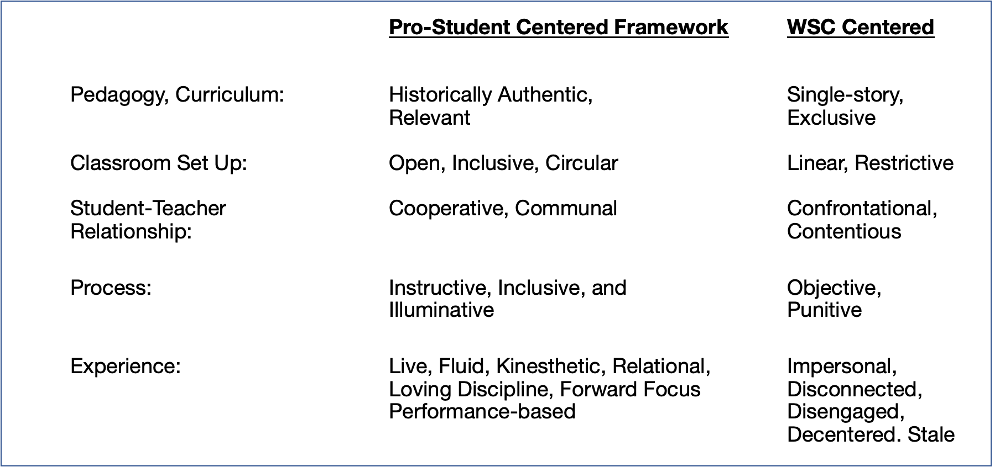 Pro-Student Centered Framework WSC Centered
Pedagogy, Curriculum: Historically Authentic, Single-story,
Relevant Exclusive
Classroom Set Up: Open, Inclusive, Circular Linear, Restrictive
Student-Teacher Cooperative, Communal Confrontational,
Relationship: Contentious
Process: Instructive, Inclusive, and Objective,
Illuminative Punitive
Experience: Live, Fluid, Kinesthetic, Relational, Impersonal,
Loving Discipline, Forward Focus Disconnected,
Performance-based Disengaged,
Decentered. Stale